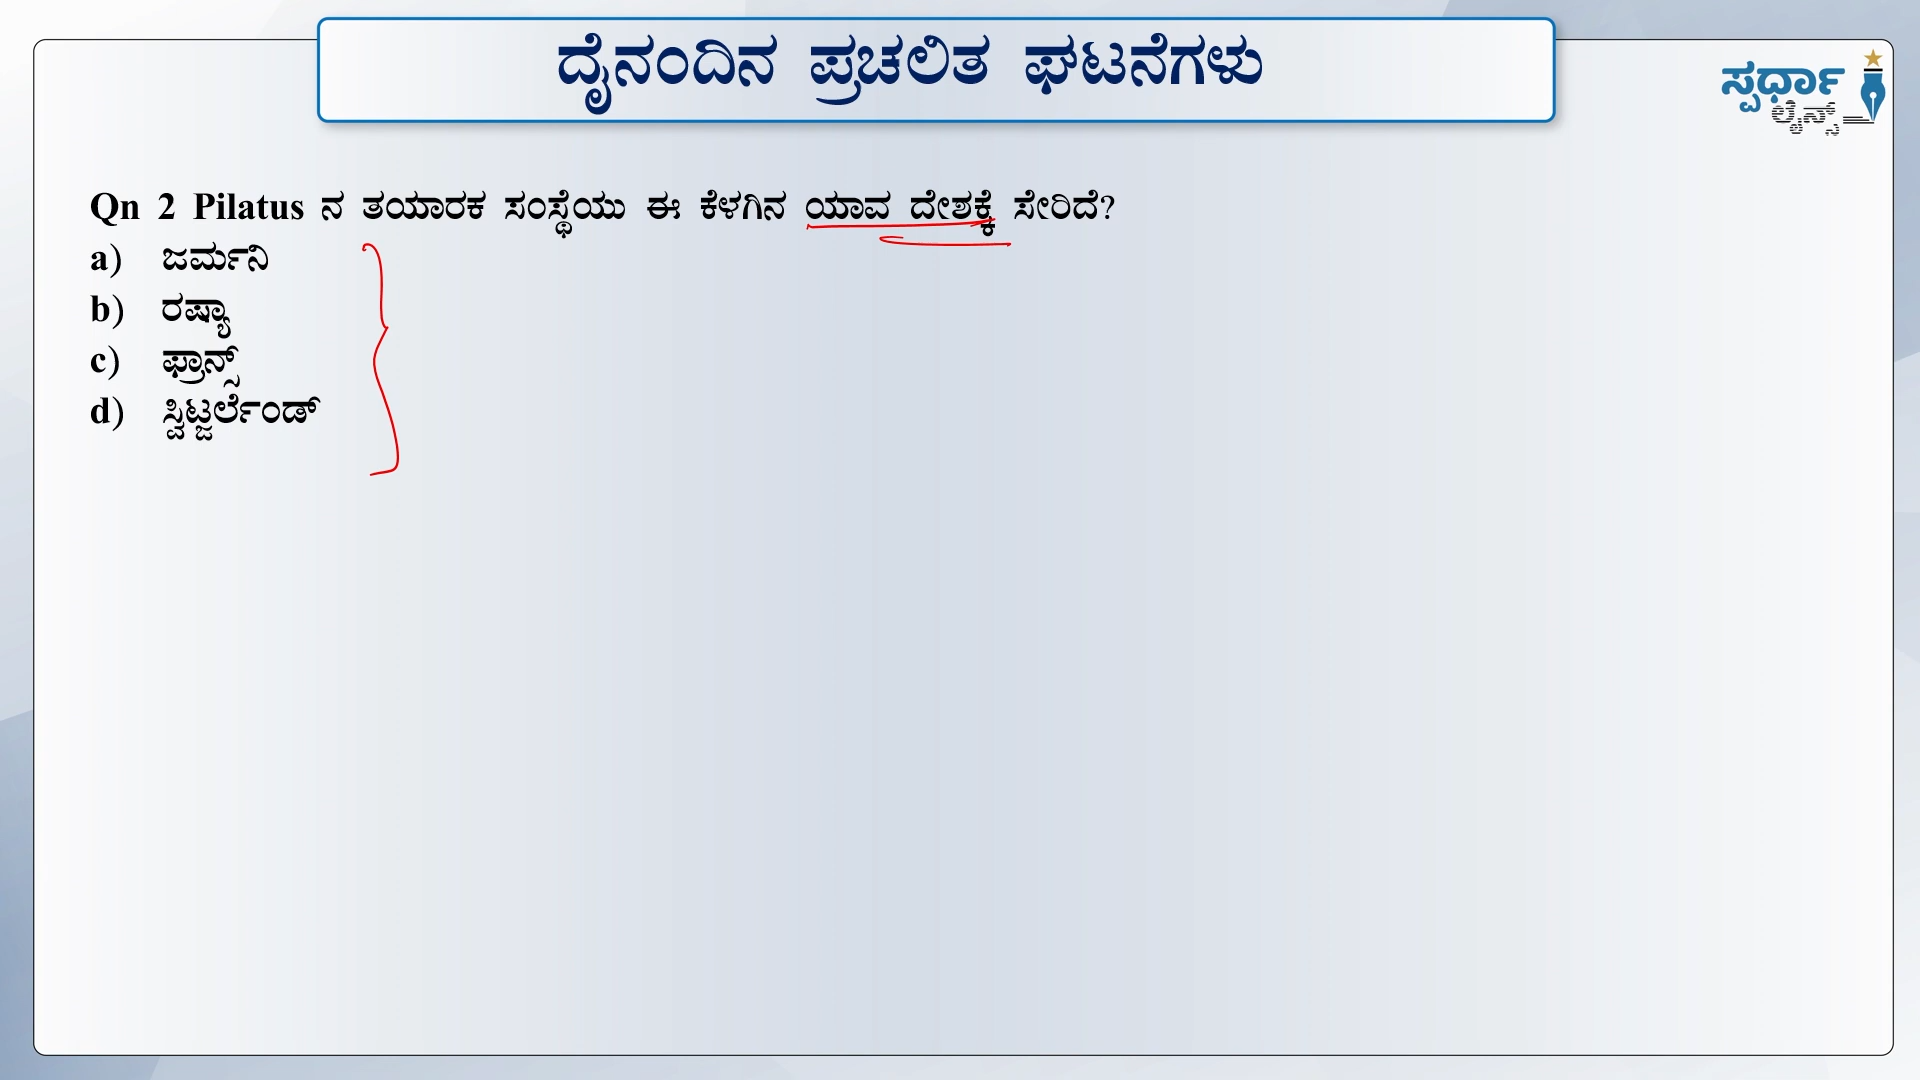 ದೈನಂದಿನ ಪ್ರಚಲಿತ ಘಟನೆಗಳು
ಸ್ಪರ್ಧಾ
ಲೈನ್ಸ್
Qn 2 Pilatus ನ ತಯಾರಕ ಸಂಸ್ಥೆಯು ಈ ಕೆಳಗಿನ ಯಾವ ದೇಶಕ್ಕೆ ಸೇರಿದೆ?
a) ಜರ್ಮನಿ
b) ರಷ್ಯಾ
c) ಫ್ರಾನ್ಸ್
d) ಸ್ವಿಟ್ಜರ್ಲೆಂಡ್